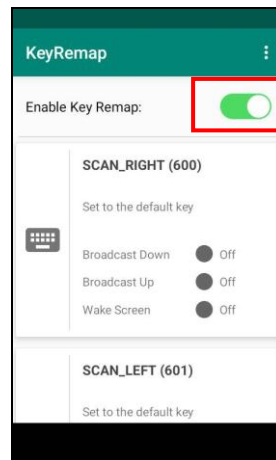 KeyRemap
Enable Key Remap:
SCAN_RIGHT (600)
Set to the default key
Broadcast Down Off
Broadcast Up Off
Wake Screen Off
SCAN_LEFT (601)
Set to the default key